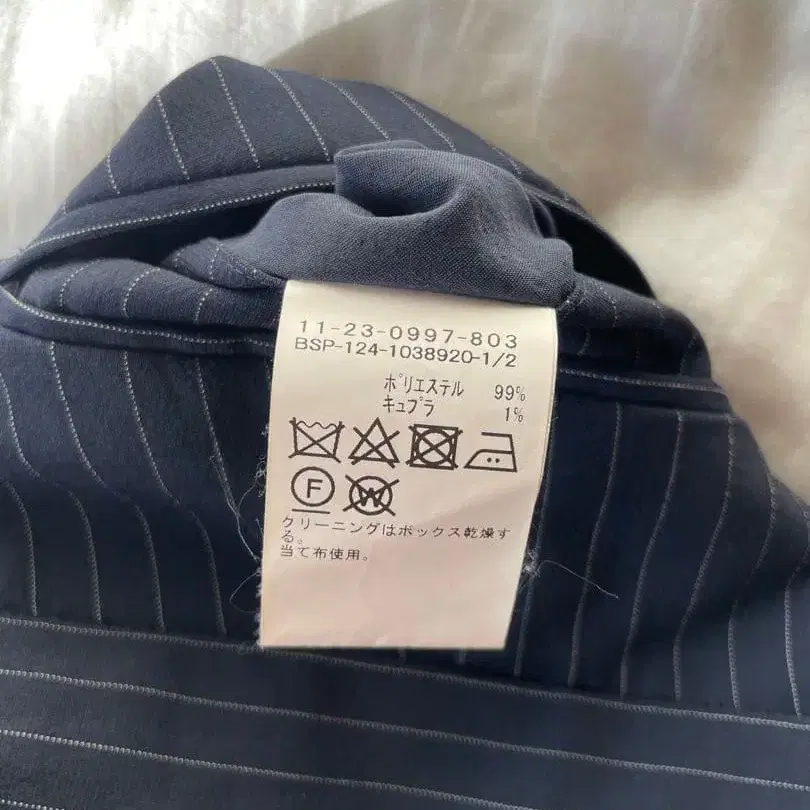 11-23-0997-803
BSP-124-1038920-1/2
ポリエステル 99%
キュプラ 1%
F W
クリーニングはボックス乾燥す
る。
当て布使用。